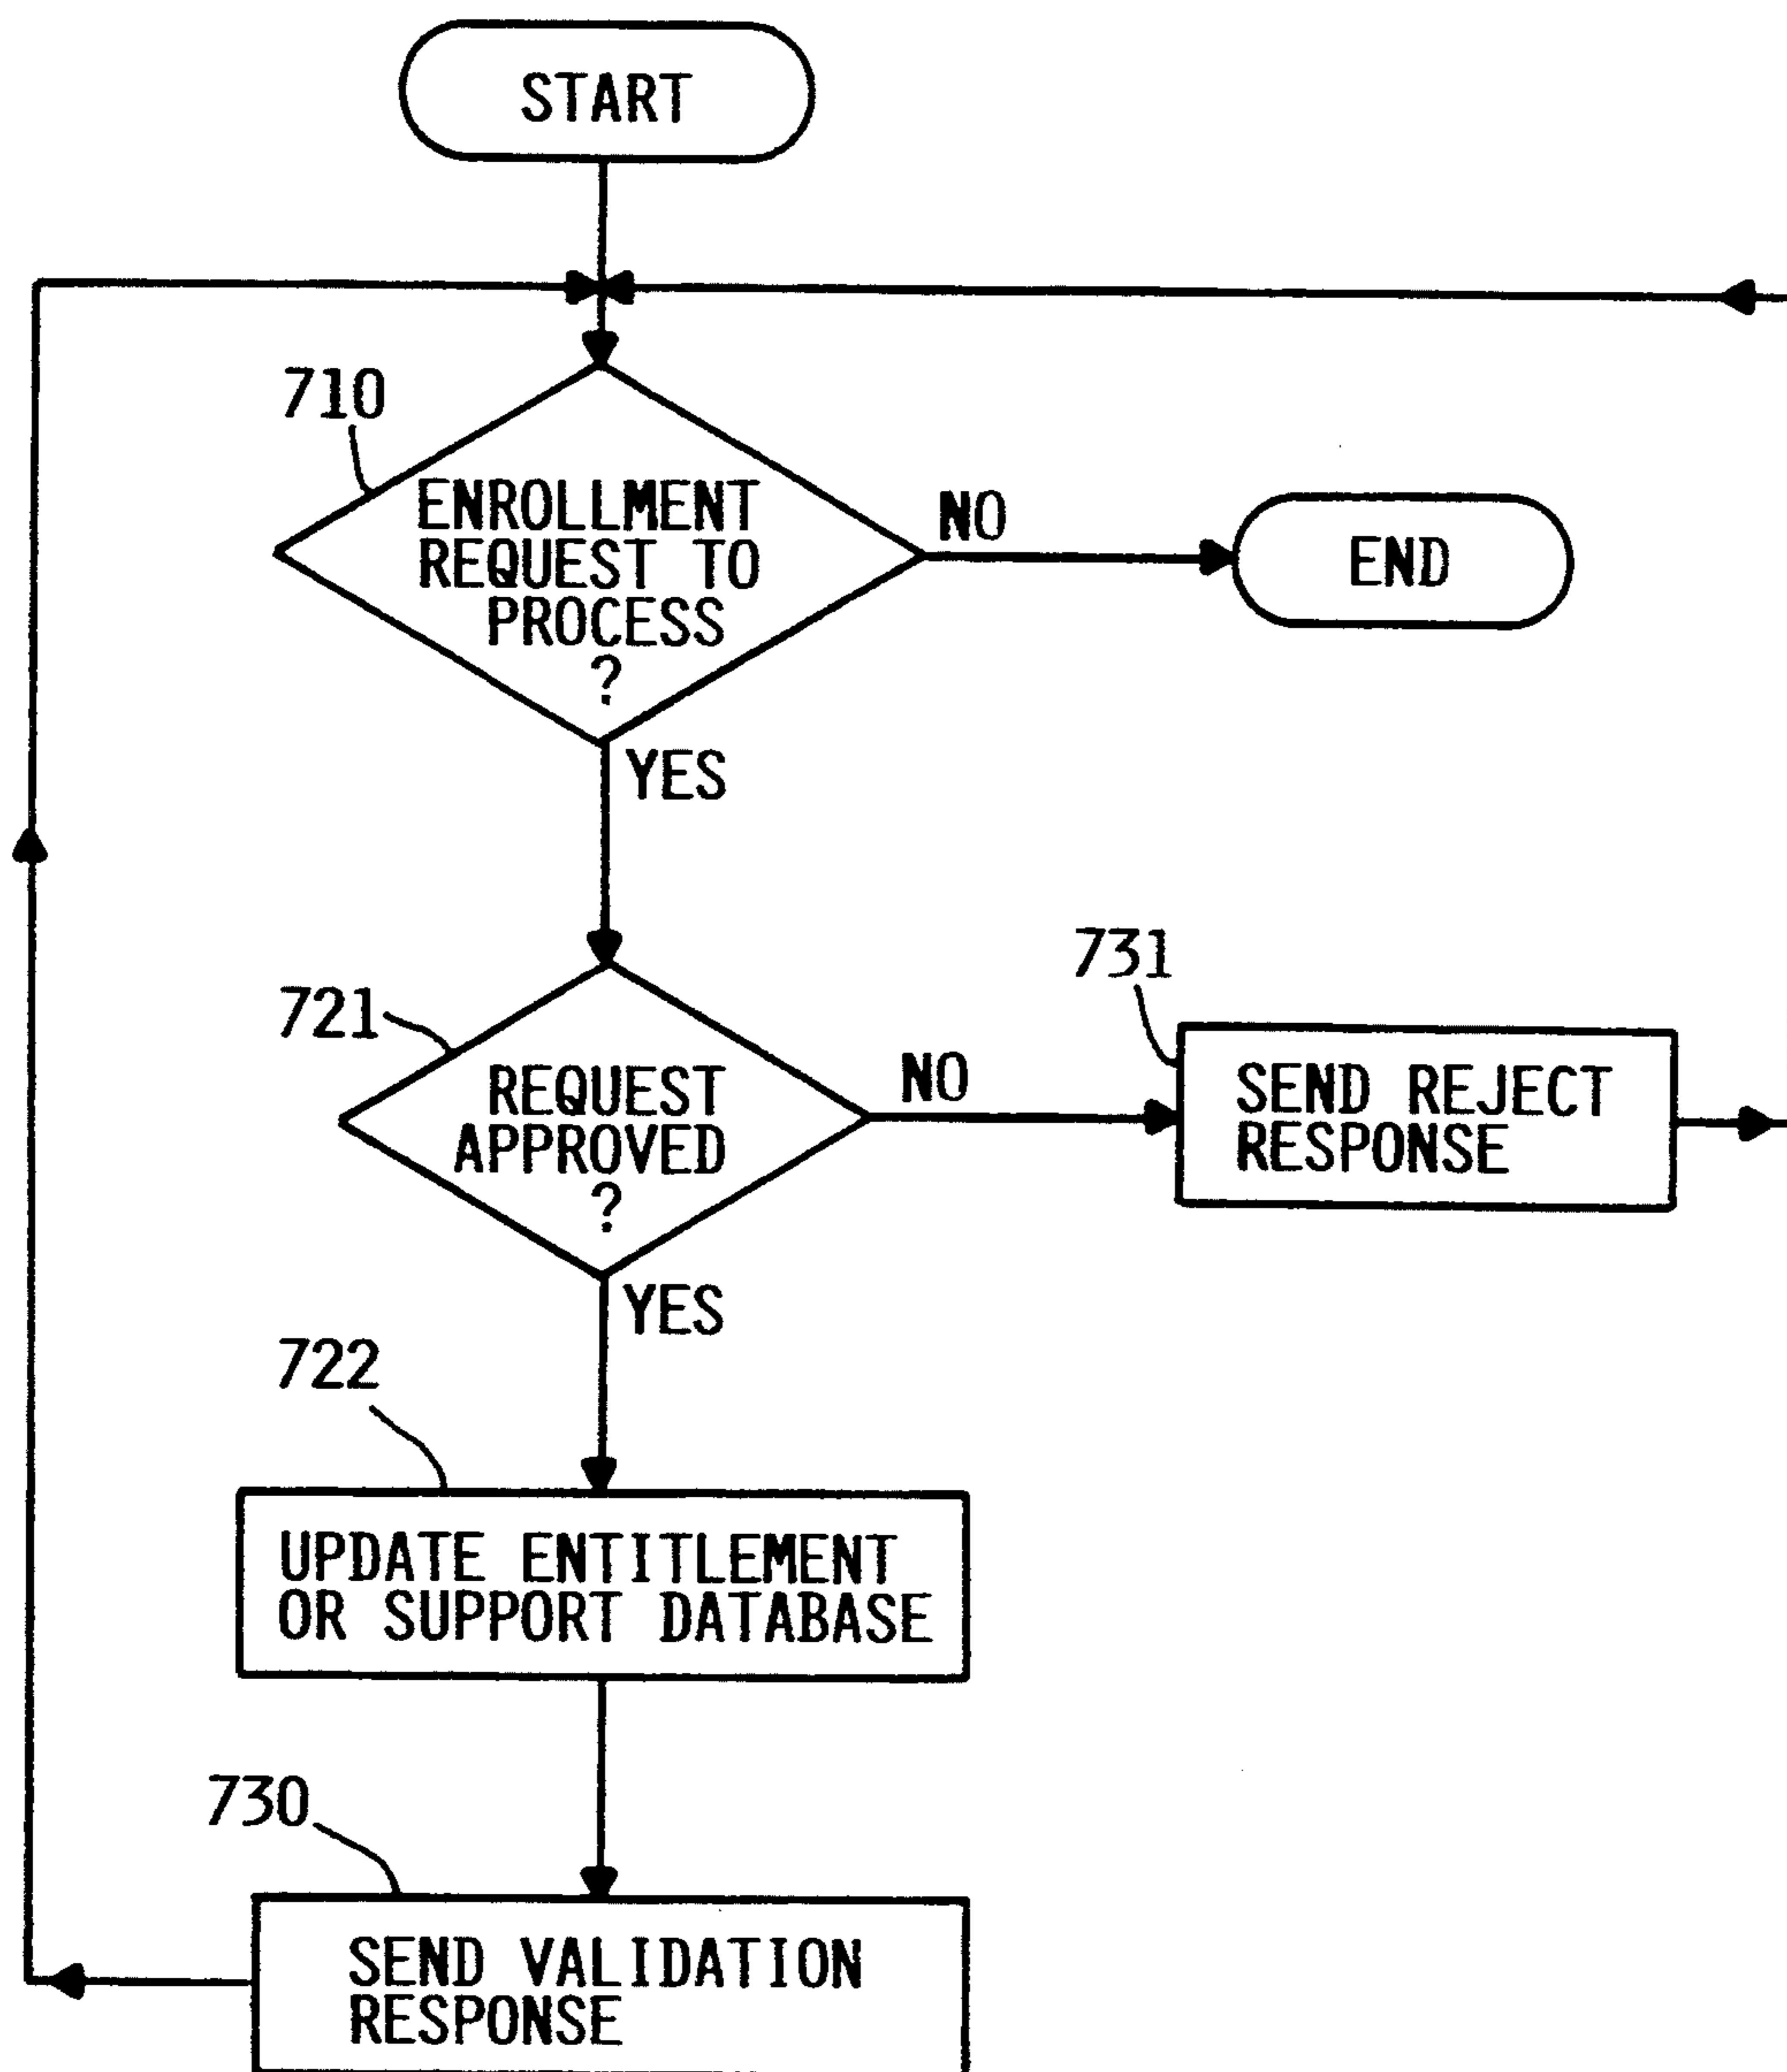 START
710
ENROLLMENT
REQUEST TO
PROCESS
?
NO
END
YES
721
REQUEST
APPROVED
?
NO
731
SEND REJECT
RESPONSE
YES
722
UPDATE ENTITLEMENT
OR SUPPORT DATABASE
730
SEND VALIDATION
RESPONSE